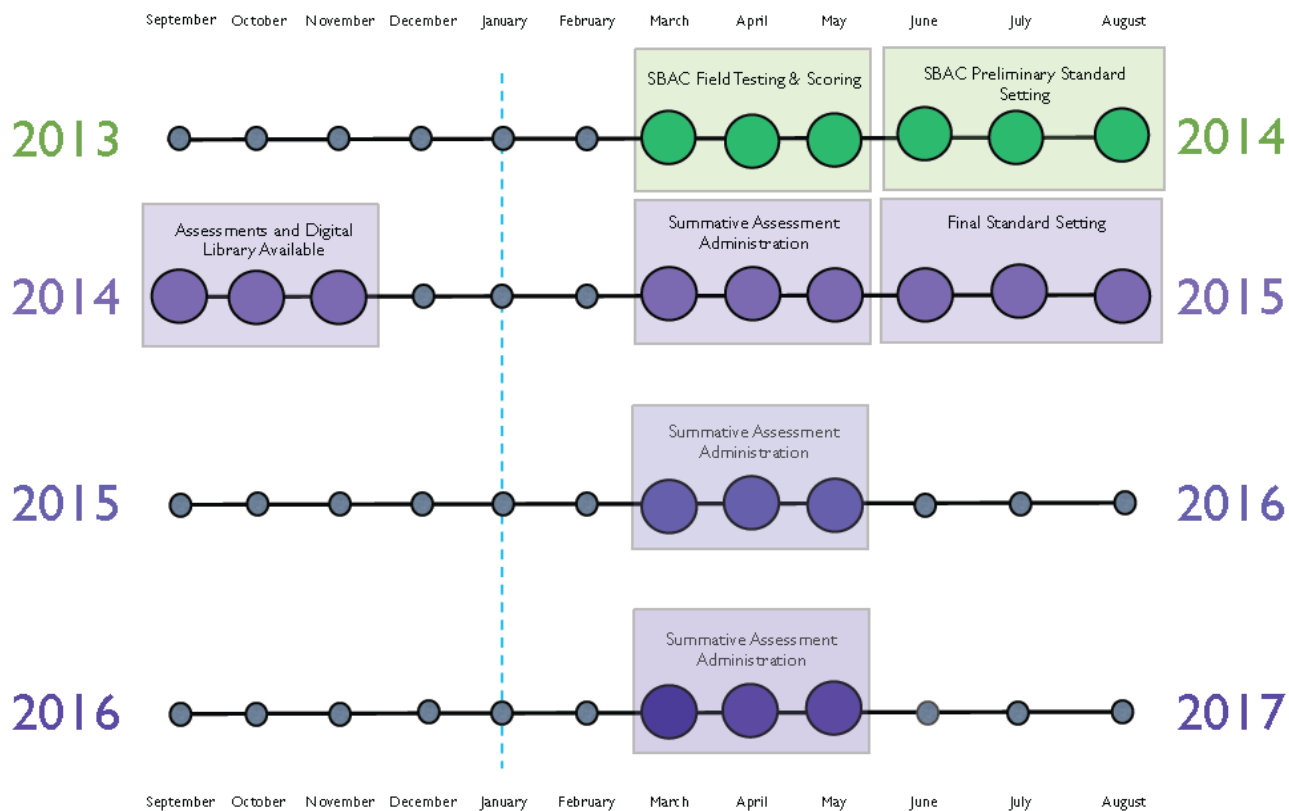 September October November December January February March April May June July August
SBAC Field Testing & Scoring
SBAC Preliminary Standard
Setting
2013
2014
Assessments and Digital
Library Available
Summative Assessment
Administration
Final Standard Setting
2014
2015
Summative Assessment
Administration
2015
2016
Summative Assessment
Administration
2016
2017
September October November December January February March April May June July August